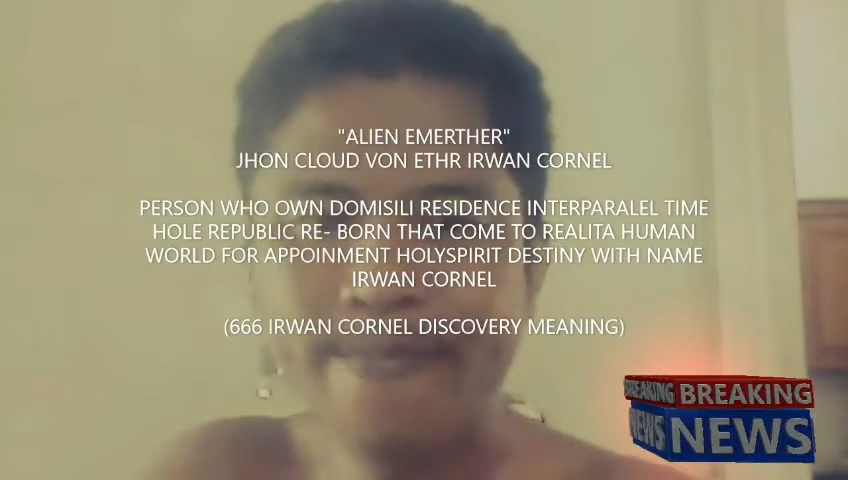 "ALIEN EMERTHER"
JHON CLOUD VON ETHR IRWAN CORNEL
PERSON WHO OWN DOMISILI RESIDENCE INTERPARALEL TIME
HOLE REPUBLIC RE- BORN THAT COME TO REALITA HUMAN
WORLD FOR APPOINMENT HOLYSPIRIT DESTINY WITH NAME
IRWAN CORNEL
(666 IRWAN CORNEL DISCOVERY MEANING)
BREAKING BREAKING
NEWS NEWS